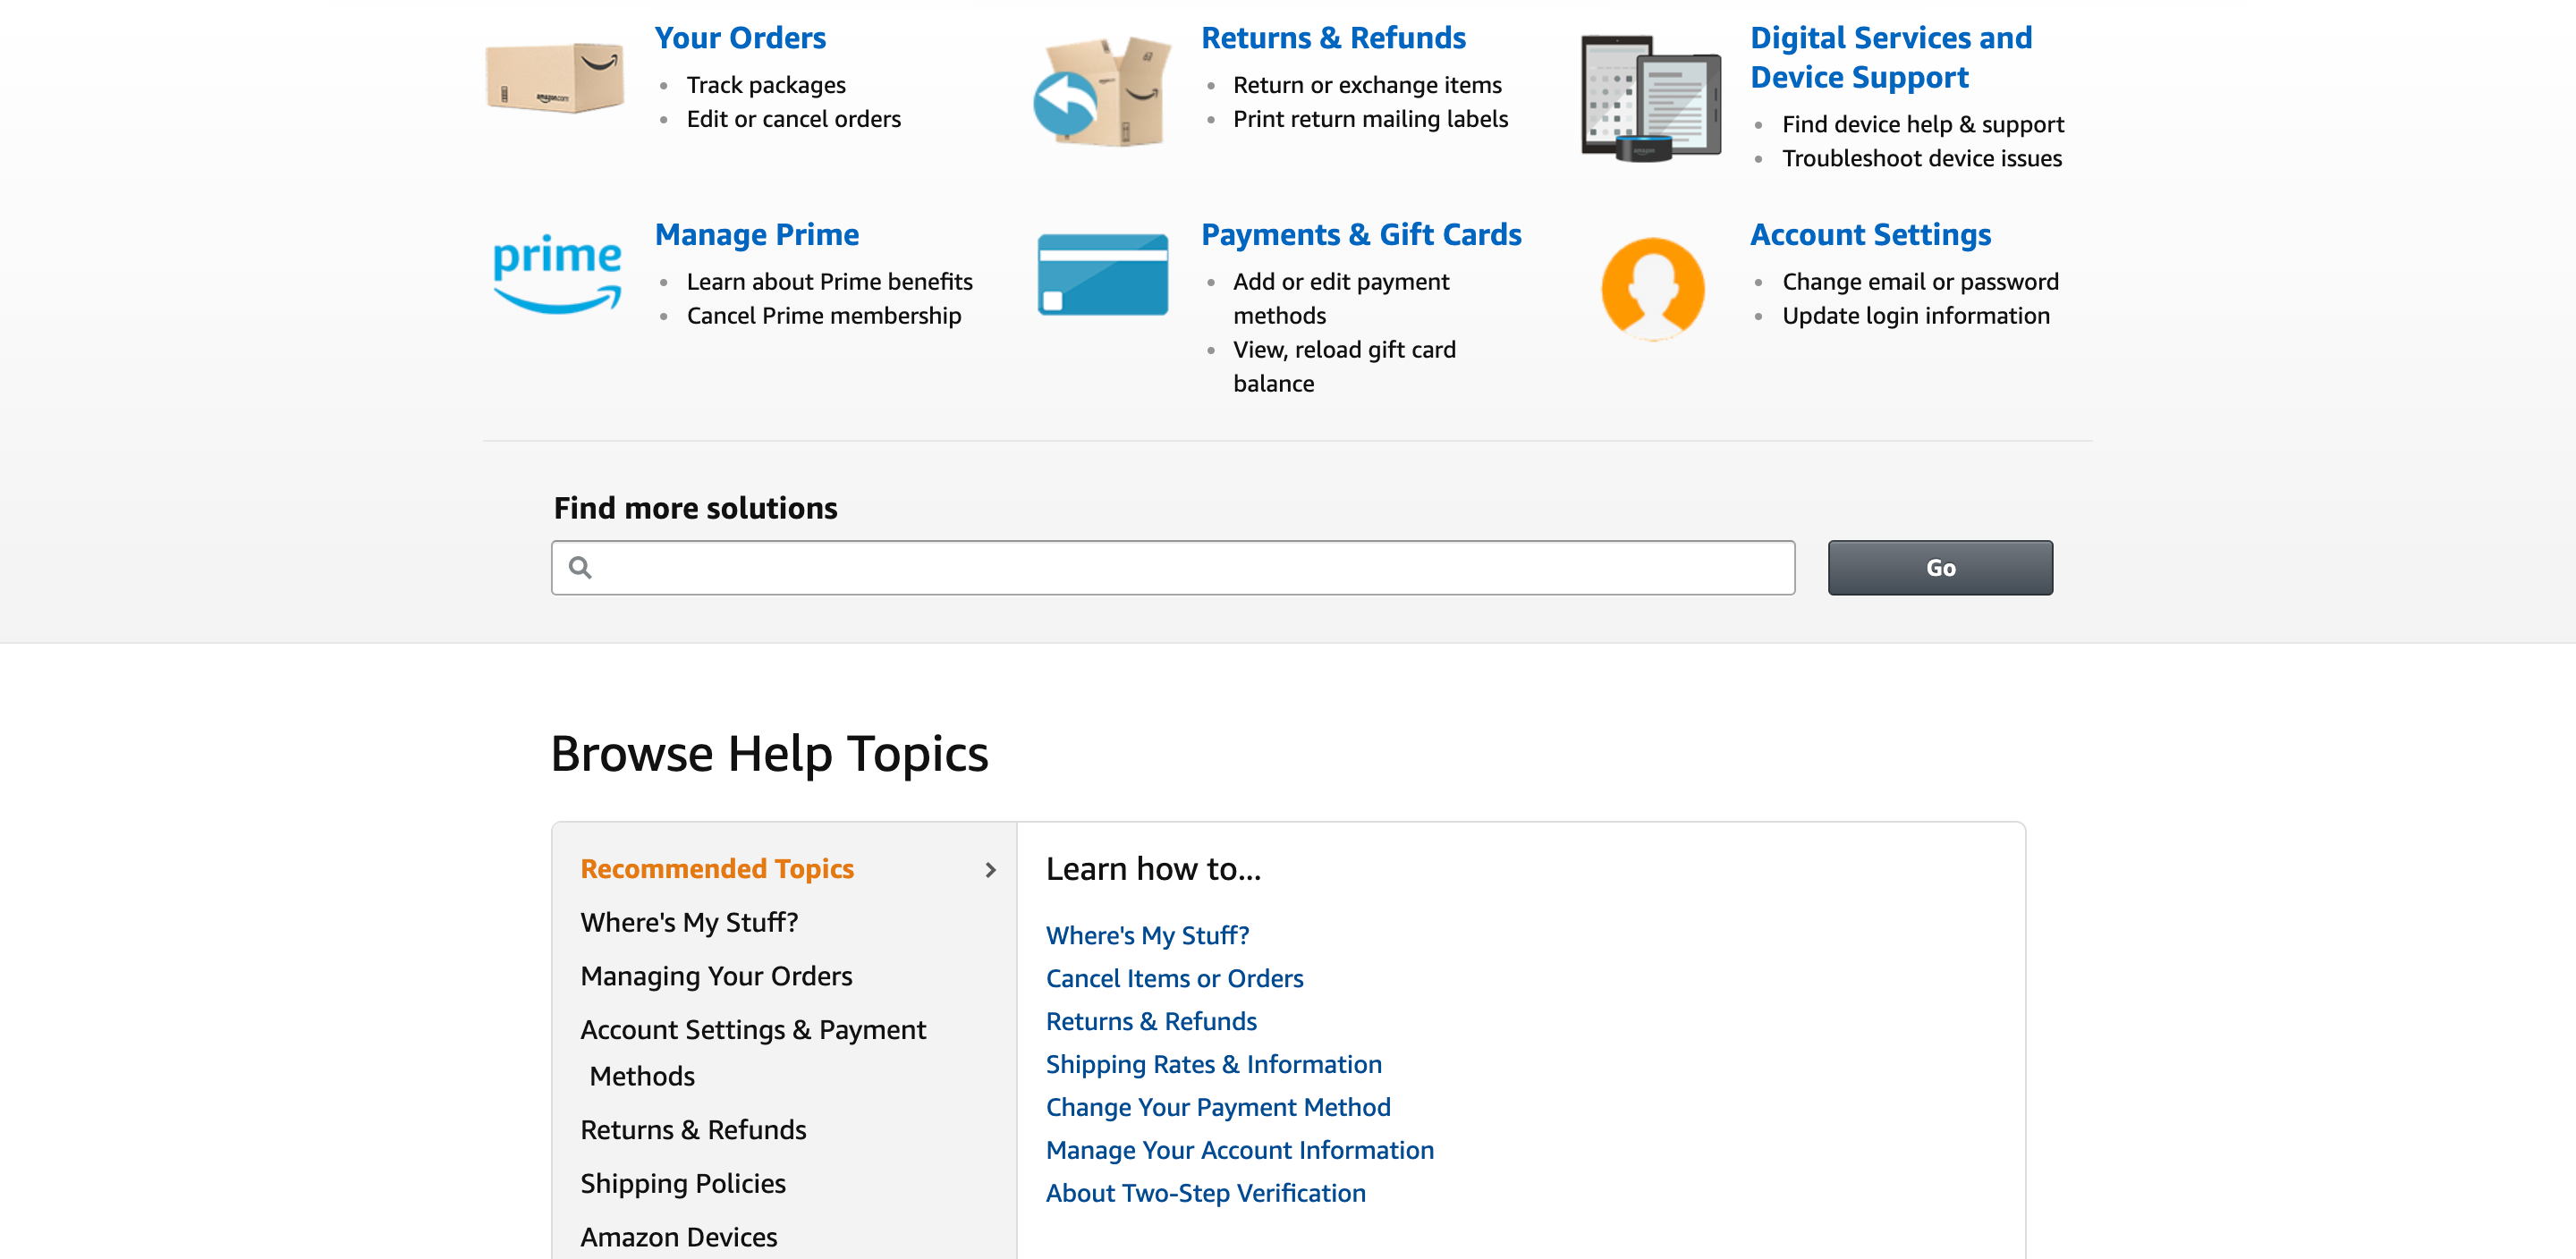 Your Orders
Track packages
Edit or cancel orders
Returns & Refunds
Return or exchange items
Print return mailing labels
Digital Services and
Device Support
Find device help & support
Troubleshoot device issues
amazon.com
amazon
prime
Manage Prime
Learn about Prime benefits
Cancel Prime membership
Payments & Gift Cards
Add or edit payment
methods
View, reload gift card
balance
Account Settings
Change email or password
Update login information
Find more solutions
Go
Browse Help Topics
Recommended Topics
Where's My Stuff?
Managing Your Orders
Account Settings & Payment
Methods
Returns & Refunds
Shipping Policies
Amazon Devices
Learn how to...
Where's My Stuff?
Cancel Items or Orders
Returns & Refunds
Shipping Rates & Information
Change Your Payment Method
Manage Your Account Information
About Two-Step Verification